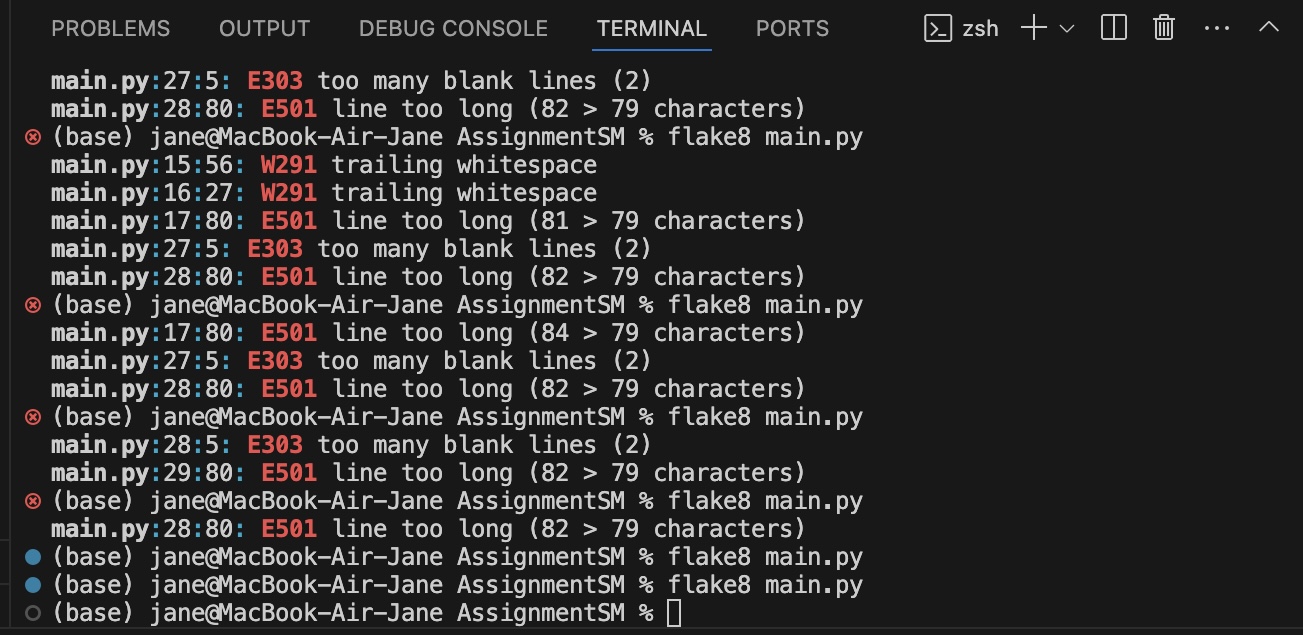 PROBLEMS OUTPUT DEBUG CONSOLE TERMINAL PORTS zsh
main.py:27:5: E303 too many blank lines (2)
main.py:28:80: E501 line too long (82 > 79 characters)
(base) jane@MacBook-Air-Jane AssignmentSM % flake8 main.py
main.py:15:56: W291 trailing whitespace
main.py:16:27: W291 trailing whitespace
main.py:17:80: E501 line too long (81 > 79 characters)
main.py:27:5: E303 too many blank lines (2)
main.py:28:80: E501 line too long (82 > 79 characters)
(base) jane@MacBook-Air-Jane AssignmentSM % flake8 main.py
main.py:17:80: E501 line too long (84 > 79 characters)
main.py:27:5: E303 too many blank lines (2)
main.py:28:80: E501 line too long (82 > 79 characters)
(base) jane@MacBook-Air-Jane AssignmentSM % flake8 main.py
main.py:28:5: E303 too many blank lines (2)
main.py:29:80: E501 line too long (82 > 79 characters)
(base) jane@MacBook-Air-Jane AssignmentSM % flake8 main.py
main.py:28:80: E501 line too long (82 > 79 characters)
(base) jane@MacBook-Air-Jane AssignmentSM % flake8 main.py
(base) jane@MacBook-Air-Jane AssignmentSM % flake8 main.py
(base) jane@MacBook-Air-Jane AssignmentSM %